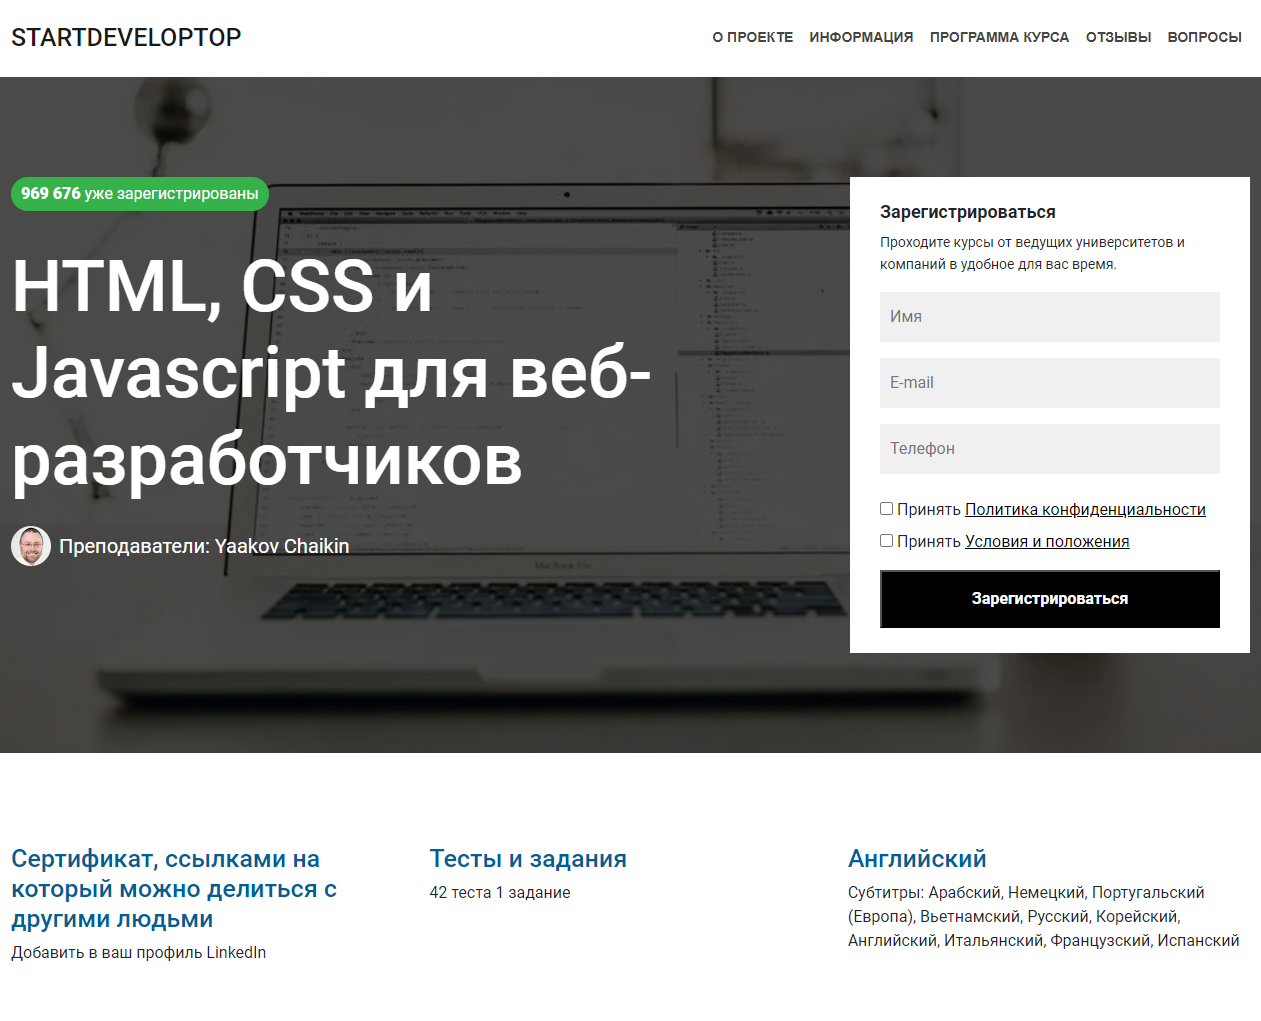 STARTDEVELOPTOP
О ПРОЕКТЕ ИНФОРМАЦИЯ ПРОГРАММА КУРСА ОТЗЫВЫ ВОПРОСЫ
969 676 уже зарегистрированы
HTML, CSS и
Javascript для веб-
разработчиков
Преподаватели: Yaakov Chaikin
MacBook Pro
Зарегистрироваться
Проходите курсы от ведущих университетов и
компаний в удобное для вас время.
Имя
E-mail
Телефон
Принять Политика конфиденциальности
Принять Условия и положения
Зарегистрироваться
Сертификат, ссылками на
который можно делиться с
другими людьми
Добавить в ваш профиль LinkedIn
Тесты и задания
42 теста 1 задание
Английский
Субтитры: Арабский, Немецкий, Португальский
(Европа), Вьетнамский, Русский, Корейский,
Английский, Итальянский, Французский, Испанский